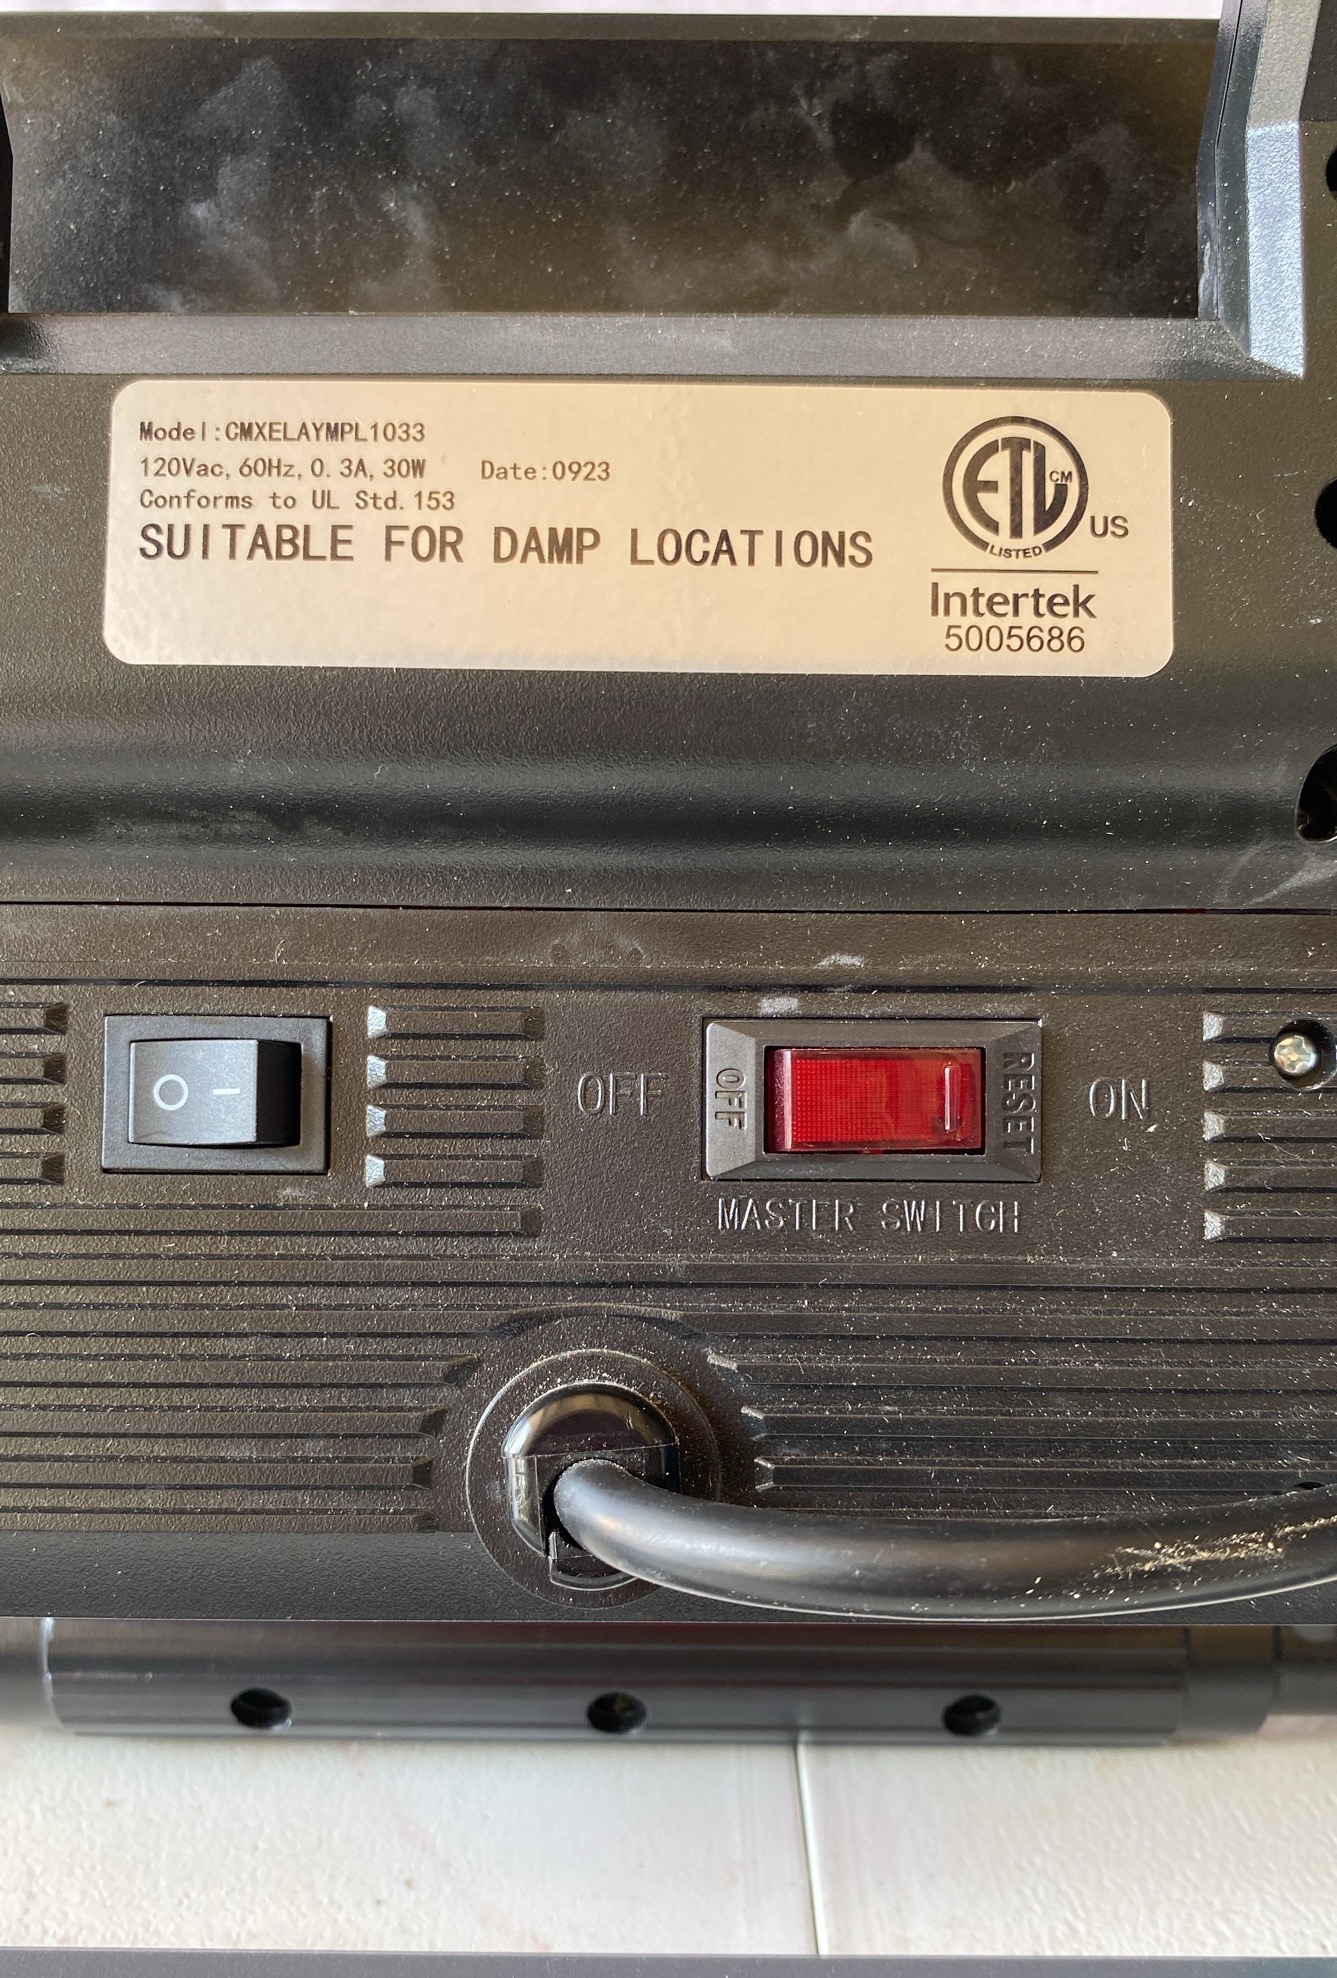 Model:CMXELAYMPL1033
120Vac, 60Hz, 0.3A, 30W Date:0923
Conforms to UL Std. 153
SUITABLE FOR DAMP LOCATIONS
ETL CM
LISTED
US
Intertek
5005686
O I
OFF
OFF
RESET
ON
MASTER SWITCH